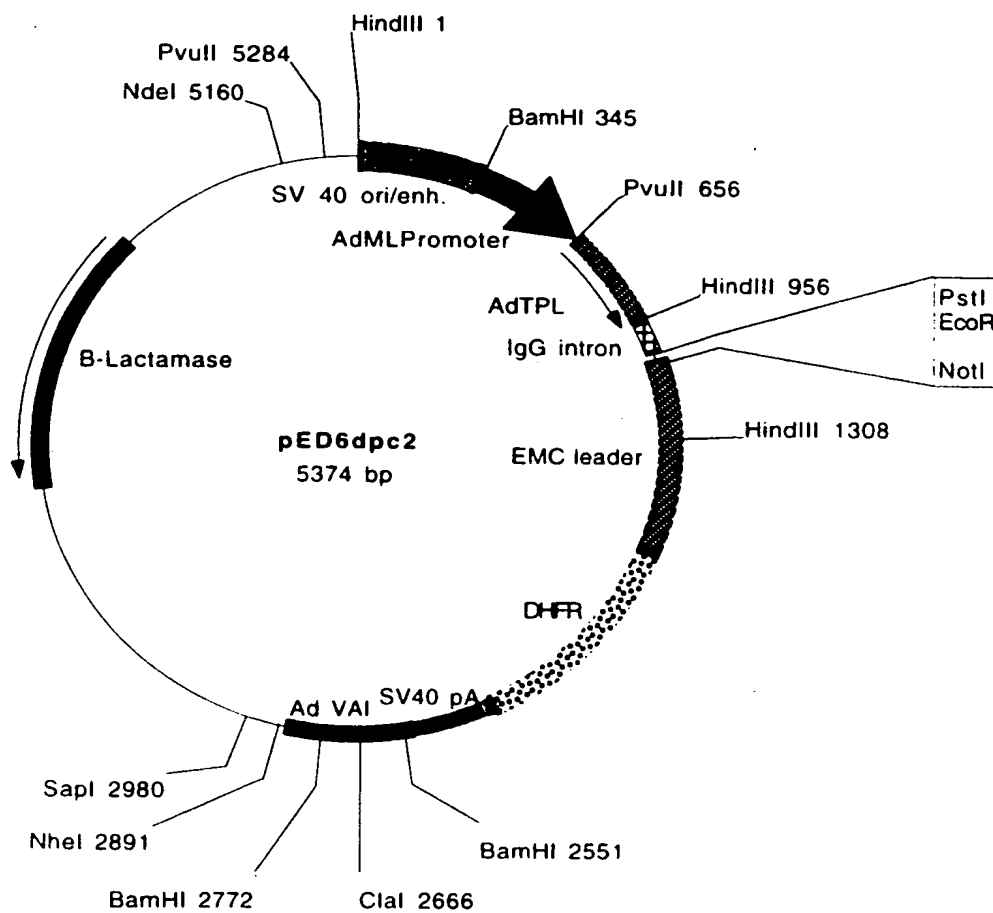 HindIII 1
PvuII 5284
NdeI 5160
BamHI 345
SV 40 ori/enh.
PvuII 656
AdMLPromoter
HindIII 956
AdTPL
PstI
EcoR
IgG intron
NotI
B-Lactamase
HindIII 1308
pED6dpc2
EMC leader
5374 bp
DHFR
SV40 pA
Ad VAI
SapI 2980
NheI 2891
BamHI 2551
BamHI 2772
ClaI 2666